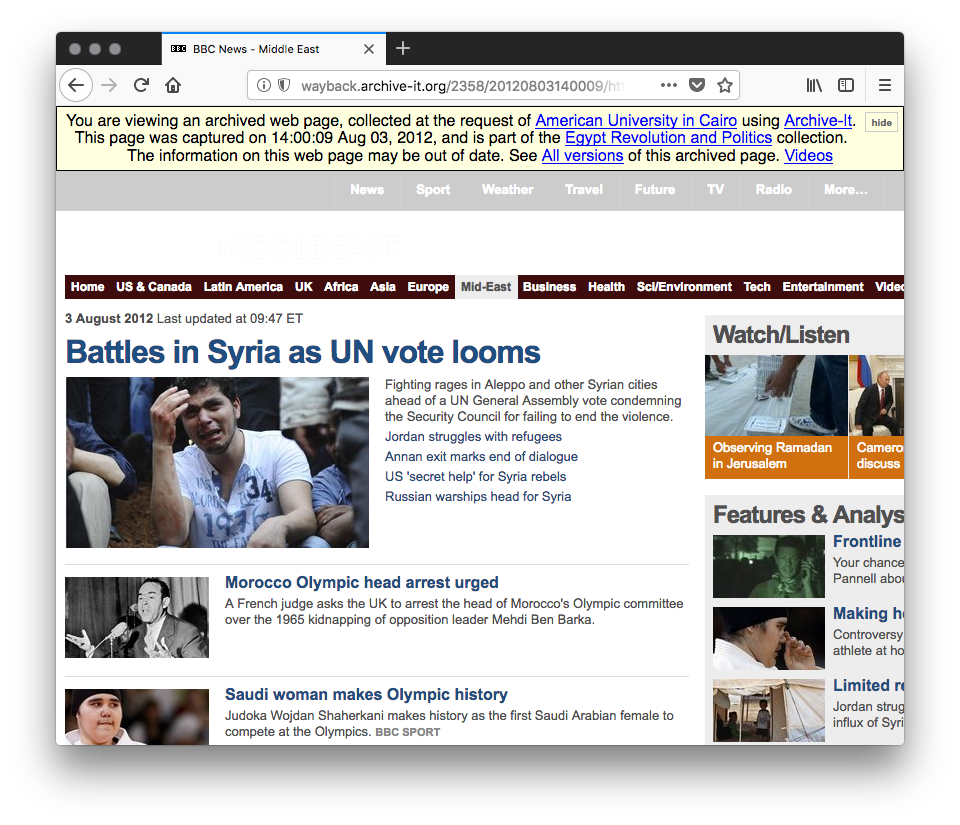 BBC BBC News - Middle East
wayback.archive-it.org/2358/20120803140009/htt
You are viewing an archived web page, collected at the request of American University in Cairo using Archive-It.
hide
This page was captured on 14:00:09 Aug 03, 2012, and is part of the Egypt Revolution and Politics collection.
The information on this web page may be out of date. See All versions of this archived page. Videos
News Sport Weather Travel Future TV Radio More...
MIDDLE EAST
Home US & Canada Latin America UK Africa Asia Europe Mid-East Business Health Sci/Environment Tech Entertainment Video
3 August 2012 Last updated at 09:47 ET
Battles in Syria as UN vote looms
Fighting rages in Aleppo and other Syrian cities
ahead of a UN General Assembly vote condemning
the Security Council for failing to end the violence.
Jordan struggles with refugees
Annan exit marks end of dialogue
US 'secret help' for Syria rebels
Russian warships head for Syria
34
1976
Morocco Olympic head arrest urged
A French judge asks the UK to arrest the head of Morocco's Olympic committee
over the 1965 kidnapping of opposition leader Mehdi Ben Barka.
Saudi woman makes Olympic history
Judoka Wojdan Shaherkani makes history as the first Saudi Arabian female to
compete at the Olympics. BBC SPORT
Watch/Listen
Observing Ramadan
in Jerusalem
Camero
discuss
Features & Analys
Frontline
Your chance
Pannell abou
Making he
Controversy
athlete at ho
Limited re
Jordan strug
influx of Syri